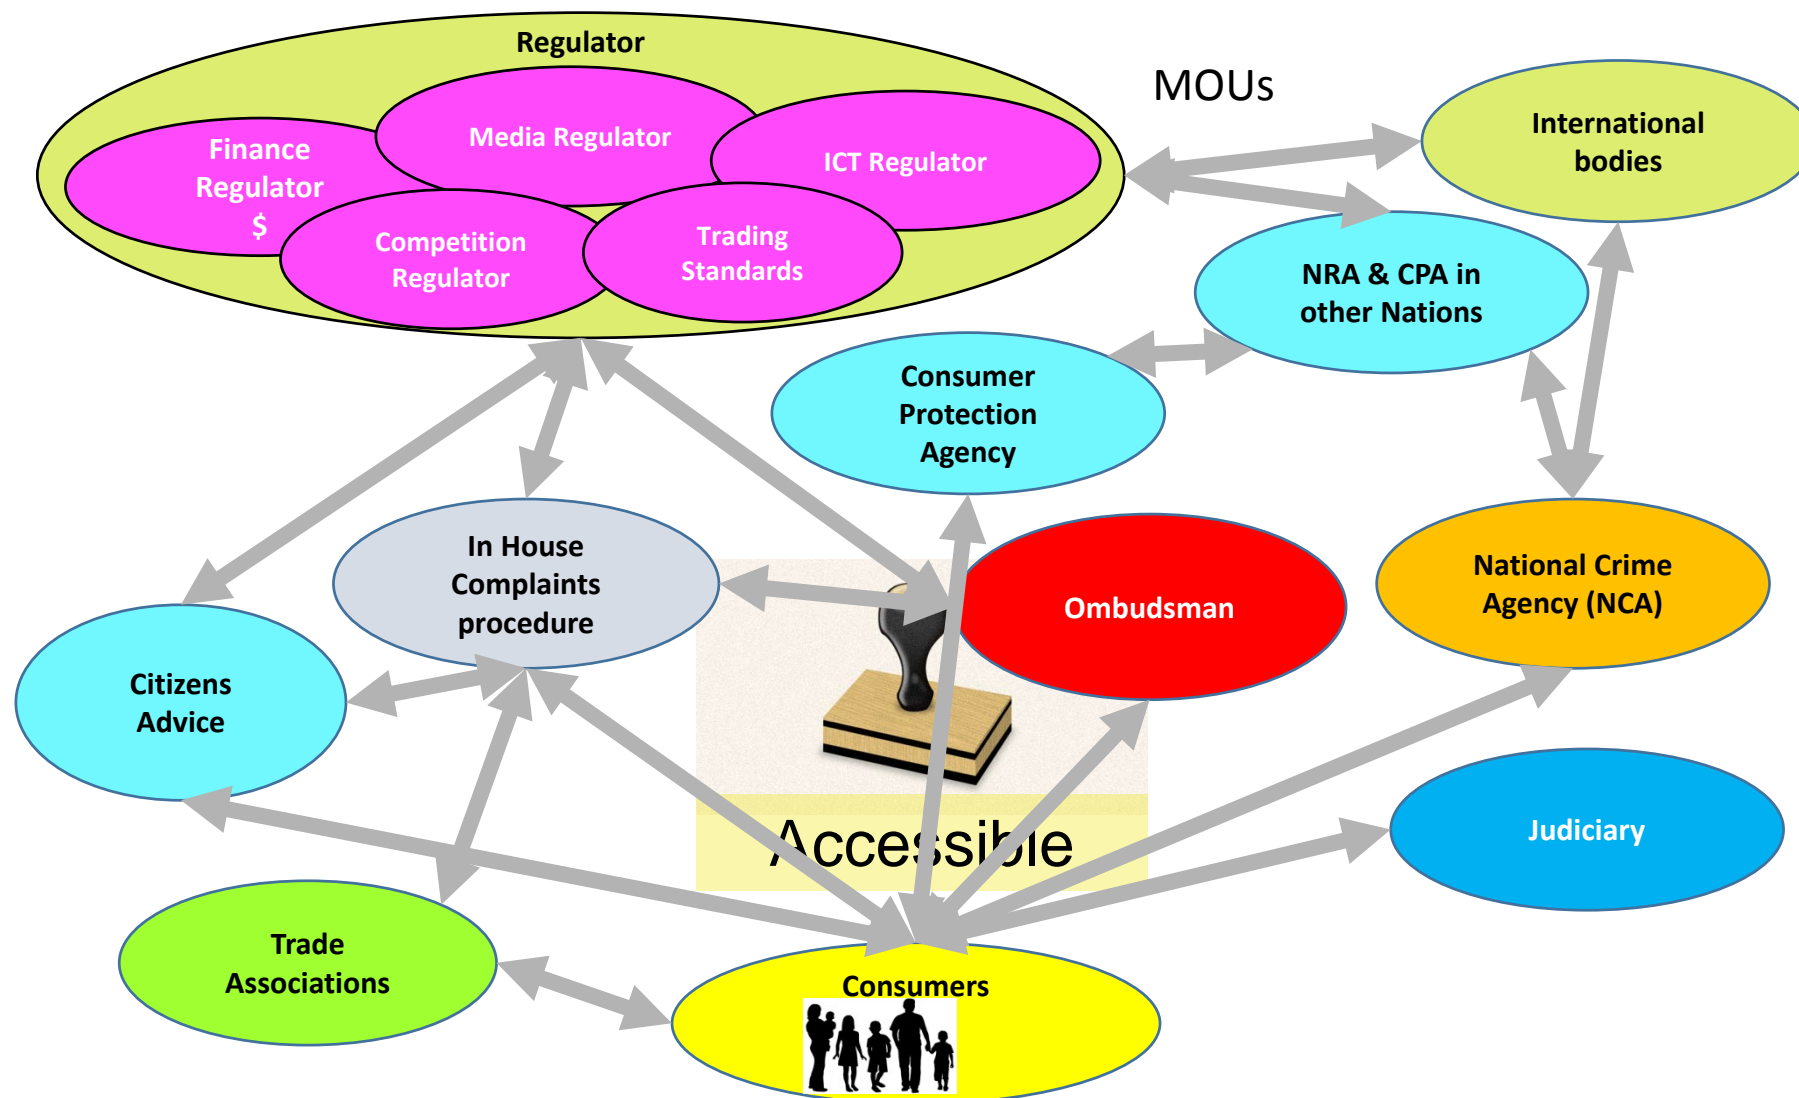 Regulator
MOUs
Media Regulator
Finance
Regulator
$
ICT Regulator
International
bodies
Competition
Regulator
Trading
Standards
NRA & CPA in
other Nations
Consumer
Protection
Agency
In House
Complaints
procedure
Ombudsman
National Crime
Agency (NCA)
Citizens
Advice
Accessible
Judiciary
Trade
Associations
Consumers